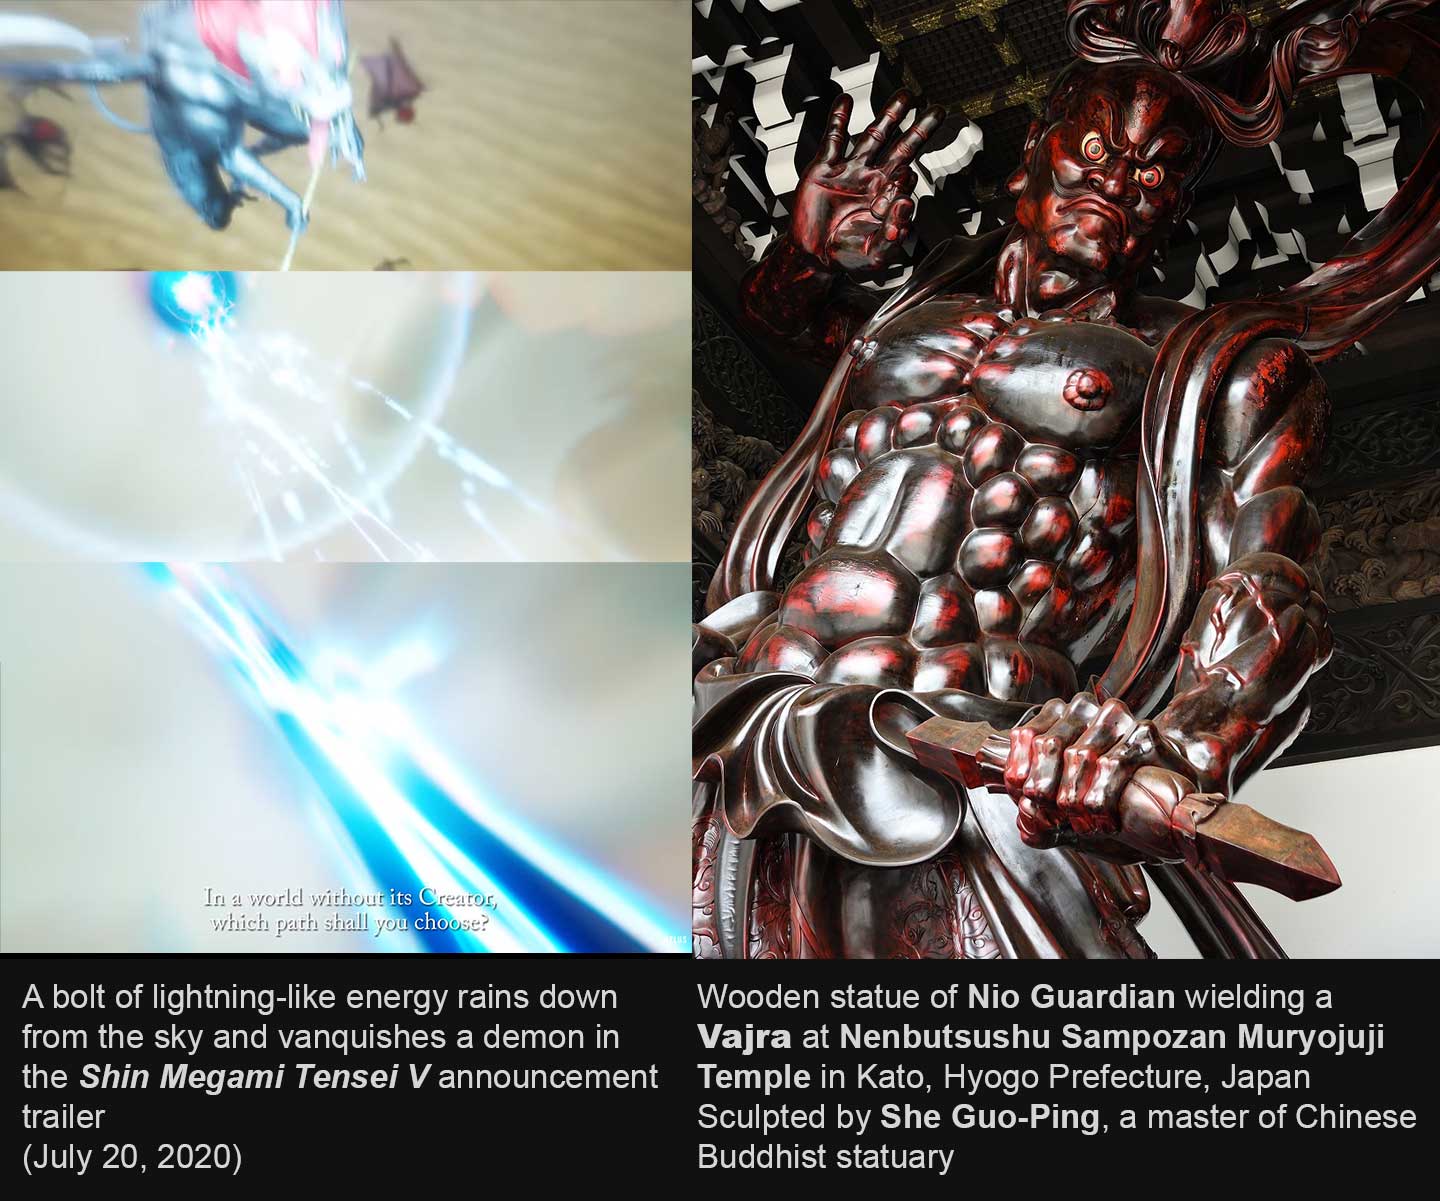 In a world without its Creator,
which path shall you choose?
A bolt of lightning-like energy rains down
from the sky and vanquishes a demon in
the Shin Megami Tensei V announcement
trailer
(July 20, 2020)
Wooden statue of Nio Guardian wielding a
Vajra at Nenbutsushu Sampozan Muryojuji
Temple in Kato, Hyogo Prefecture, Japan
Sculpted by She Guo-Ping, a master of Chinese
Buddhist statuary